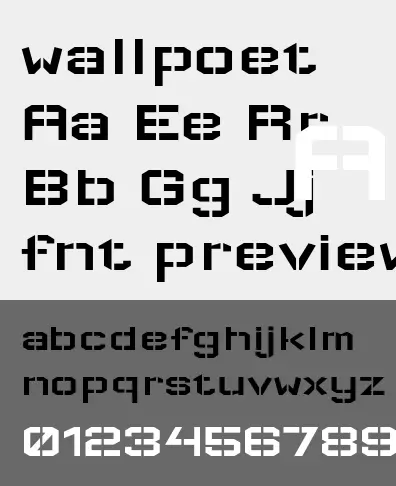 wallpoet
Aa Ee Rr
A
Bb Gg Jj
fnt preview
abcdefghijklm
nopqrstuvwxyz
0123456789